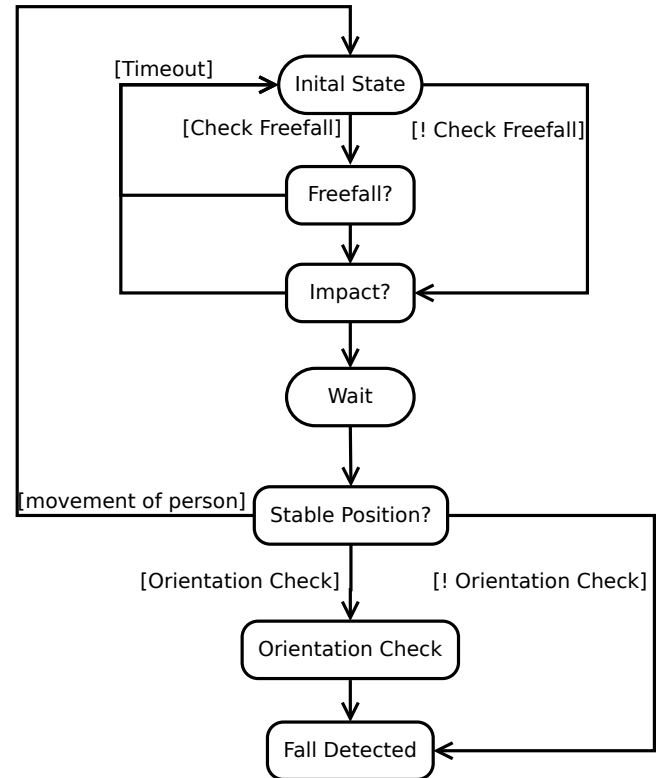 [Timeout]
Inital State
[Check Freefall]
[! Check Freefall]
Freefall?
Impact?
Wait
[movement of person]
Stable Position?
[Orientation Check]
[! Orientation Check]
Orientation Check
Fall Detected